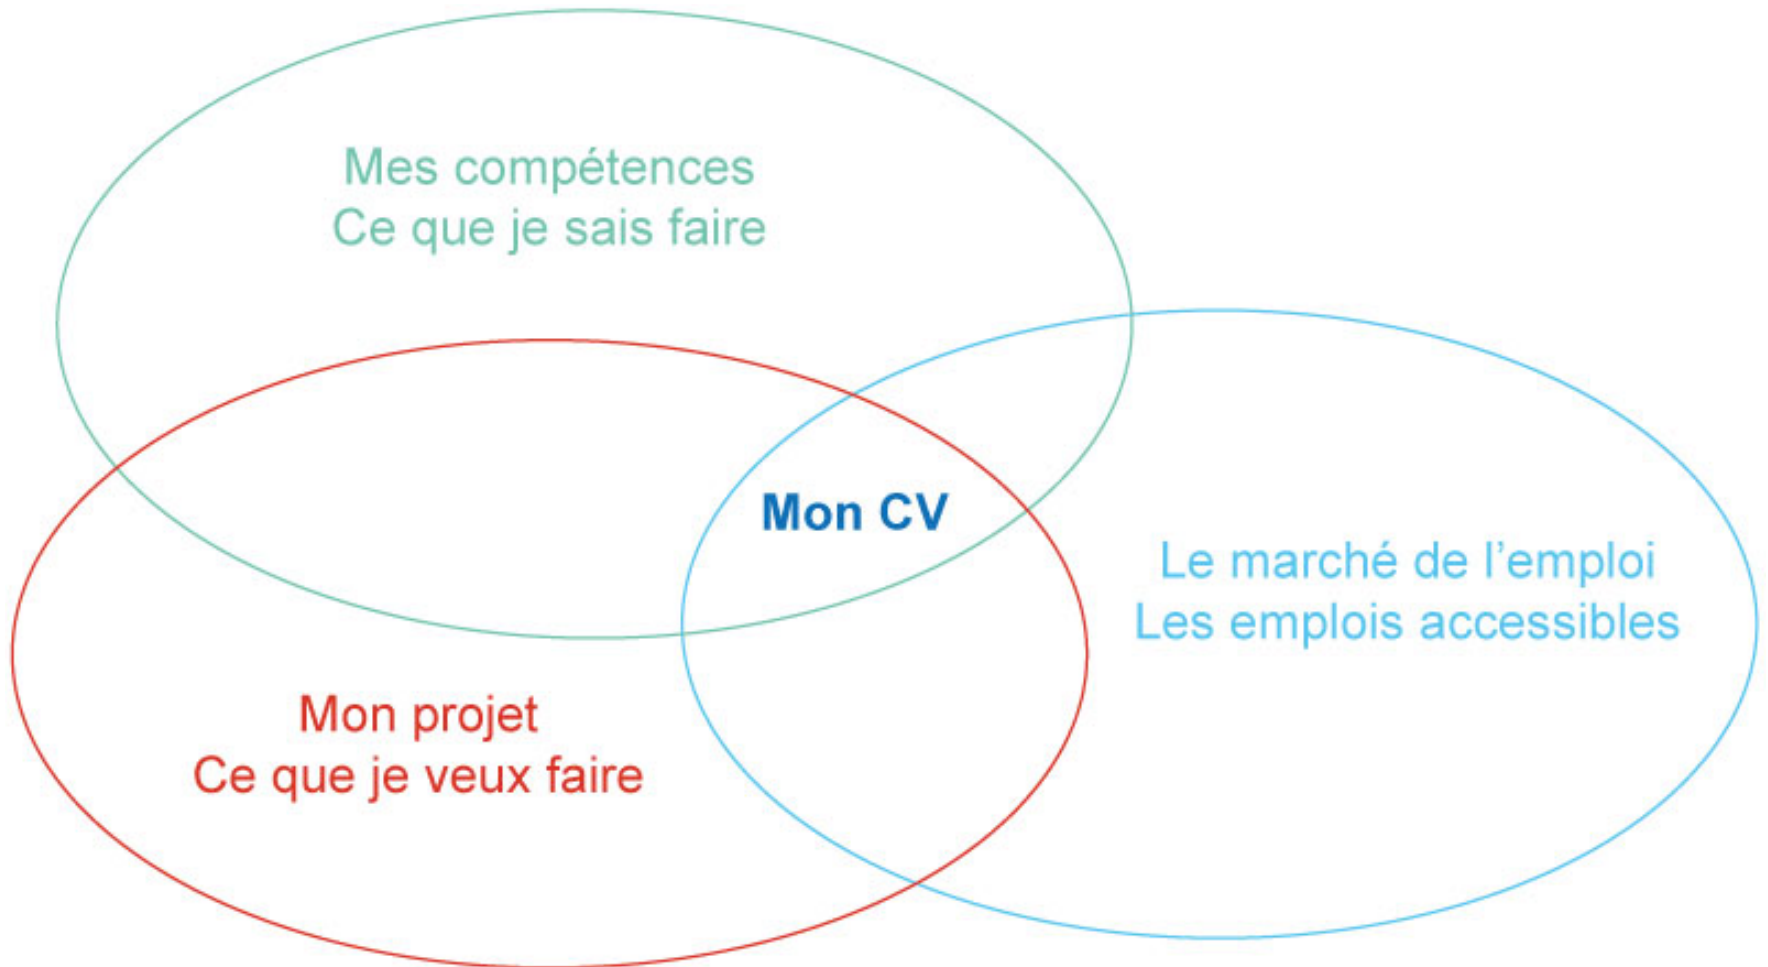 Mes compétences
Ce que je sais faire
Mon CV
Le marché de l’emploi
Les emplois accessibles
Mon projet
Ce que je veux faire